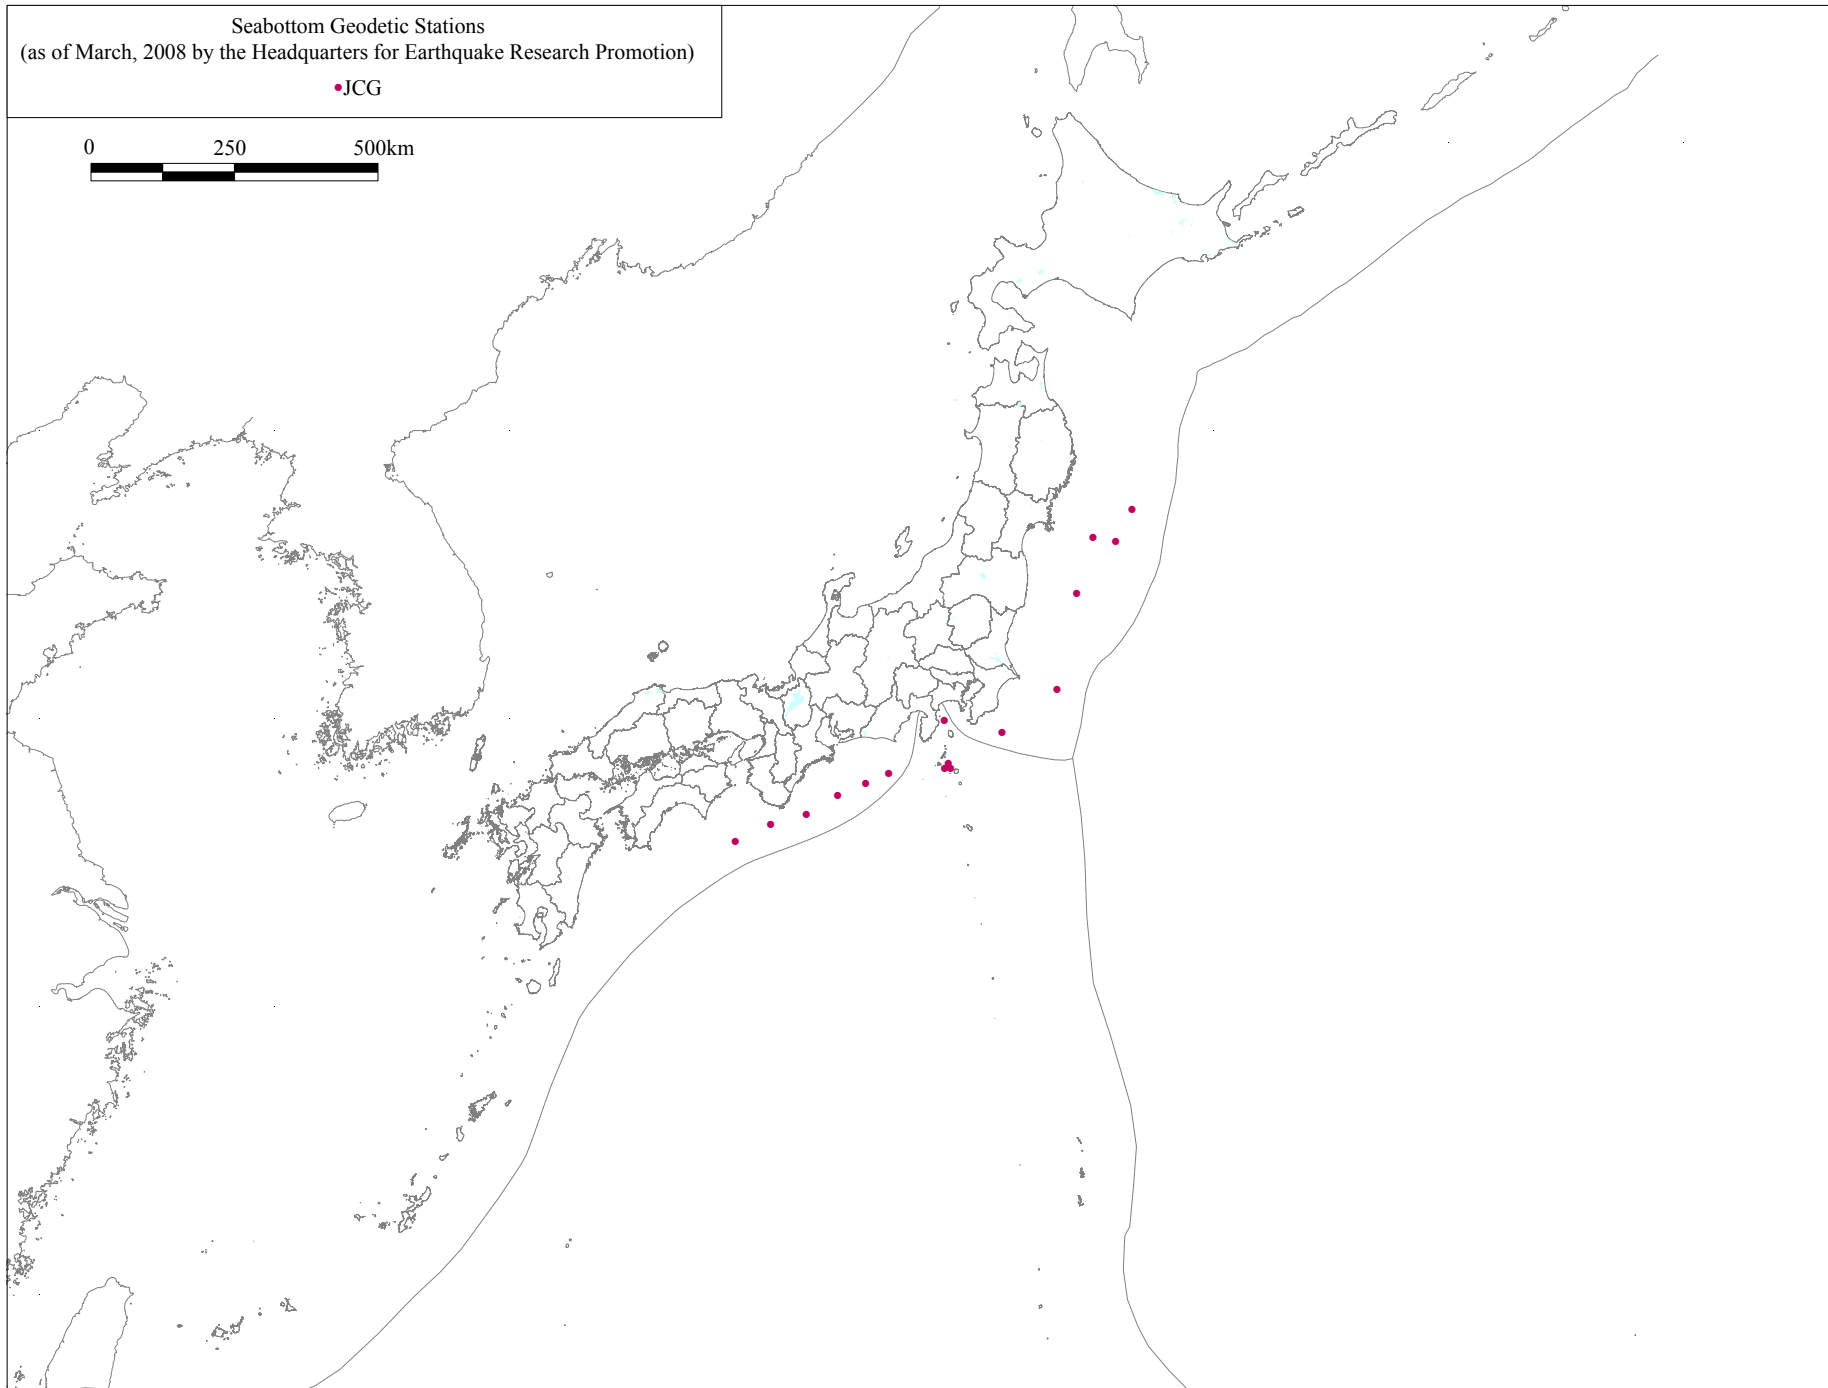 Seabottom Geodetic Stations
(as of March, 2008 by the Headquarters for Earthquake Research Promotion)
JCG
0 250 500km